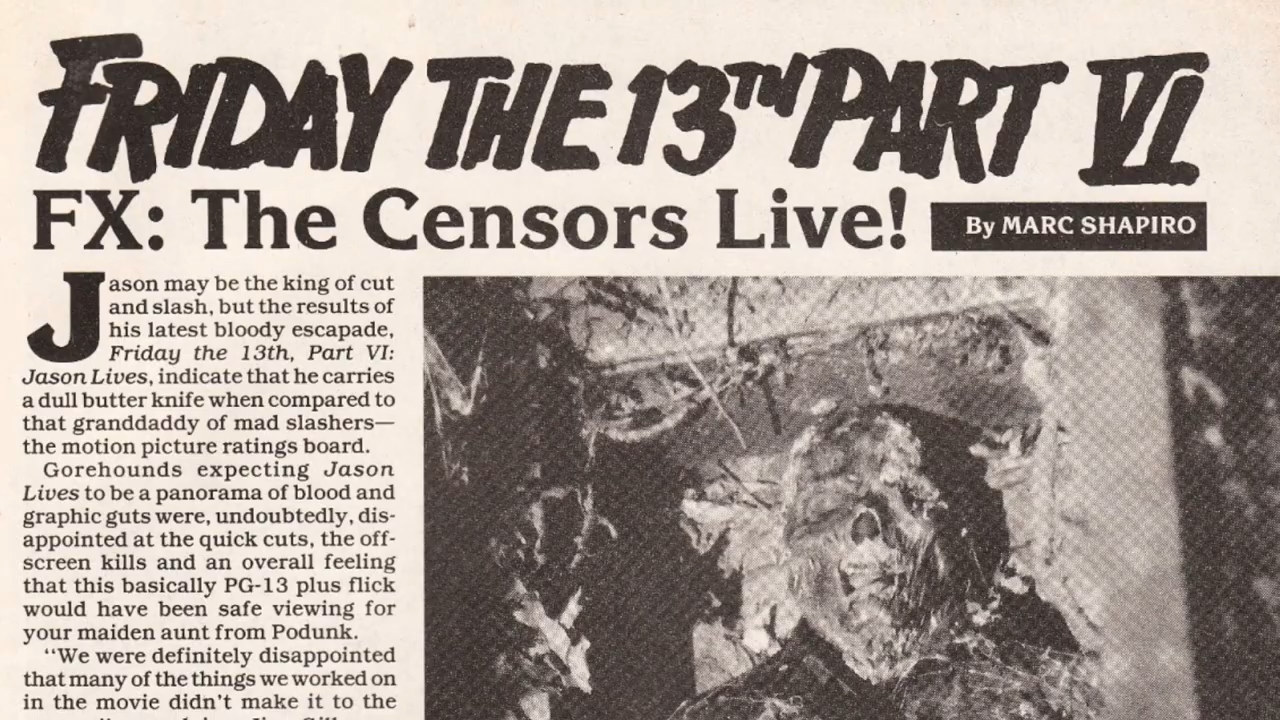 FRIDAY THE 13TH PART VI
FX: The Censors Live!
By MARC SHAPIRO
Jason may be the king of cut
and slash, but the results of
his latest bloody escapade,
Friday the 13th, Part VI:
Jason Lives, indicate that he carries
a dull butter knife when compared to
that granddaddy of mad slashers—
the motion picture ratings board.
Gorehounds expecting Jason
Lives to be a panorama of blood and
graphic guts were, undoubtedly, dis-
appointed at the quick cuts, the off-
screen kills and an overall feeling
that this basically PG-13 plus flick
would have been safe viewing for
your maiden aunt from Podunk.
"We were definitely disappointed
that many of the things we worked on
in the movie didn't make it to the